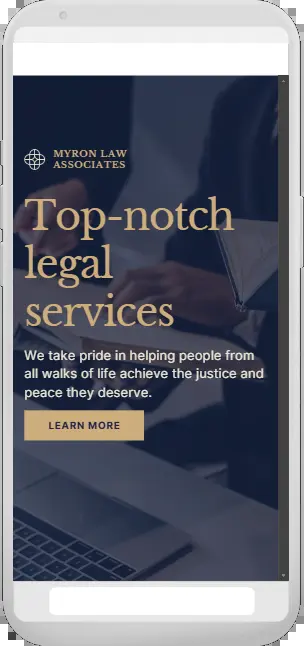 MYRON LAW
ASSOCIATES
Top-notch
legal
services
We take pride in helping people from
all walks of life achieve the justice and
peace they deserve.
LEARN MORE